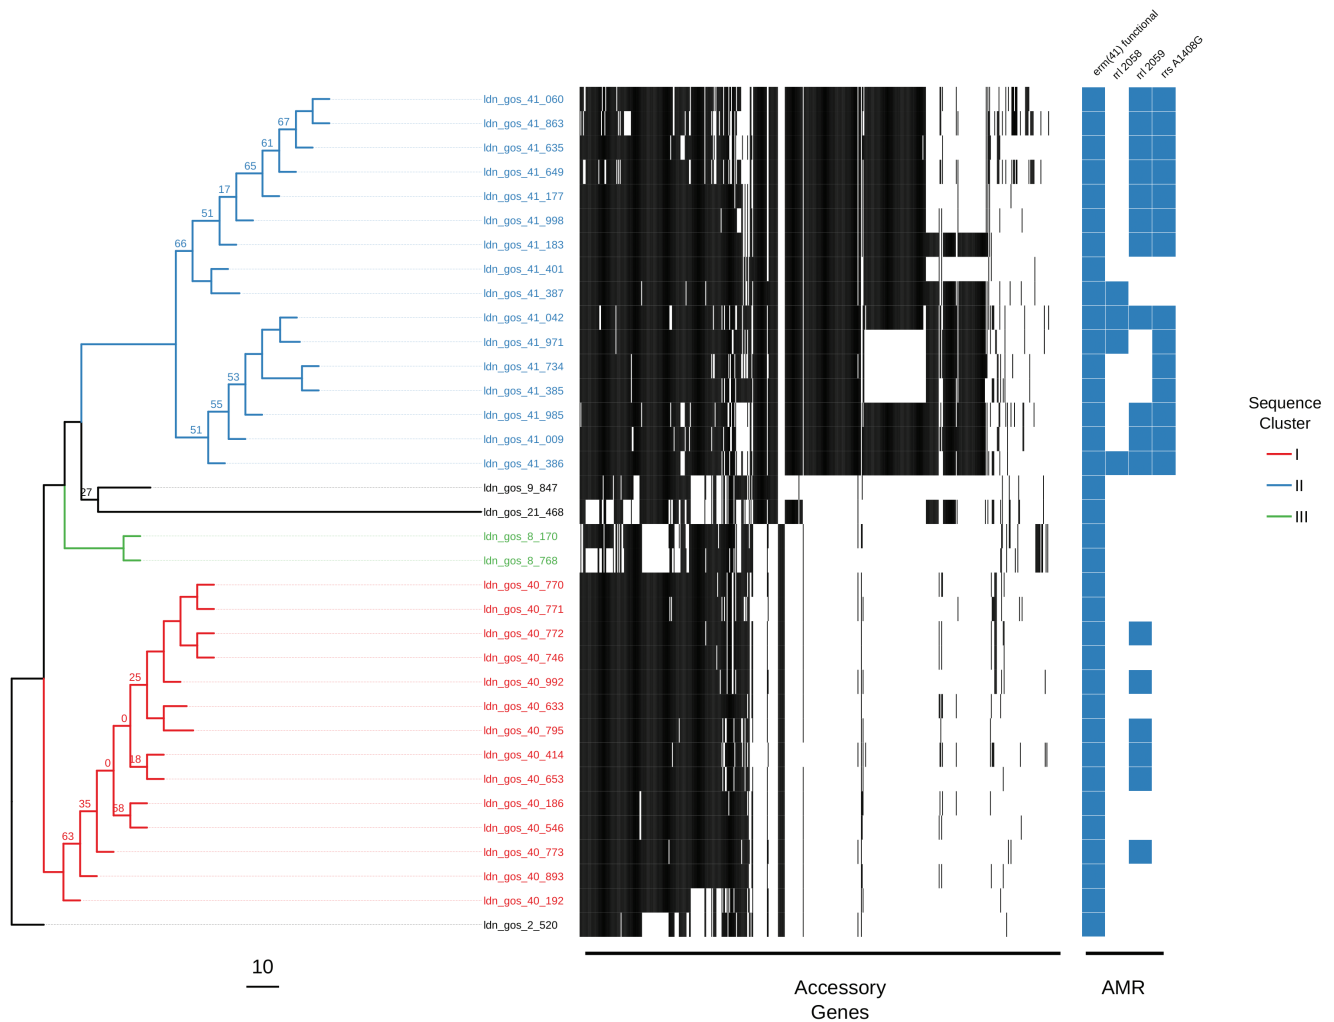 erm(41) functional
rrl 2058
rrl 2059
rrs A1408G
ldn_gos_41_060
67
ldn_gos_41_863
61
ldn_gos_41_635
65
ldn_gos_41_649
17
ldn_gos_41_177
51
ldn_gos_41_998
66
ldn_gos_41_183
ldn_gos_41_401
ldn_gos_41_387
ldn_gos_41_042
ldn_gos_41_971
ldn_gos_41_734
53
ldn_gos_41_385
55
ldn_gos_41_985
51
ldn_gos_41_009
ldn_gos_41_386
27
ldn_gos_9_847
ldn_gos_21_468
ldn_gos_8_170
ldn_gos_8_768
ldn_gos_40_770
ldn_gos_40_771
ldn_gos_40_772
ldn_gos_40_746
25
ldn_gos_40_992
ldn_gos_40_633
0
ldn_gos_40_795
ldn_gos_40_414
0
18
ldn_gos_40_653
35
58
ldn_gos_40_186
ldn_gos_40_546
63
ldn_gos_40_773
ldn_gos_40_893
ldn_gos_40_192
ldn_gos_2_520
Sequence
Cluster
I
II
III
10
Accessory
Genes
AMR